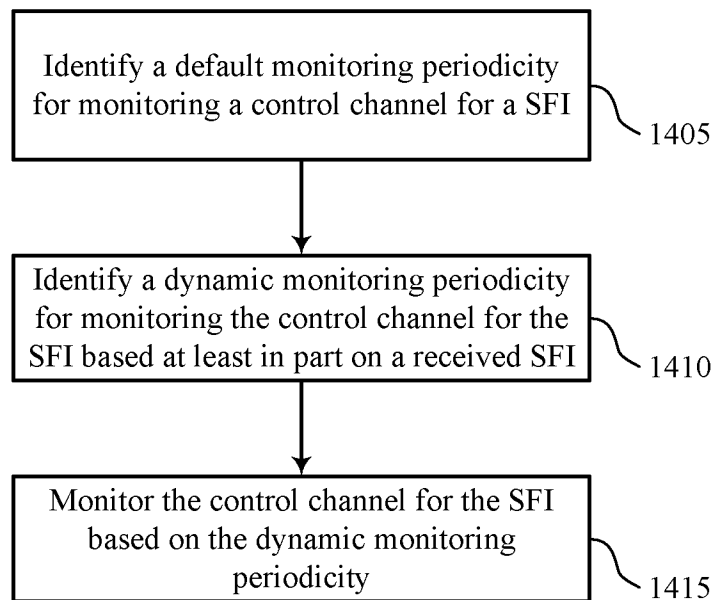 Identify a default monitoring periodicity
for monitoring a control channel for a SFI
1405
Identify a dynamic monitoring periodicity
for monitoring the control channel for the
SFI based at least in part on a received SFI
1410
Monitor the control channel for the SFI
based on the dynamic monitoring
periodicity
1415